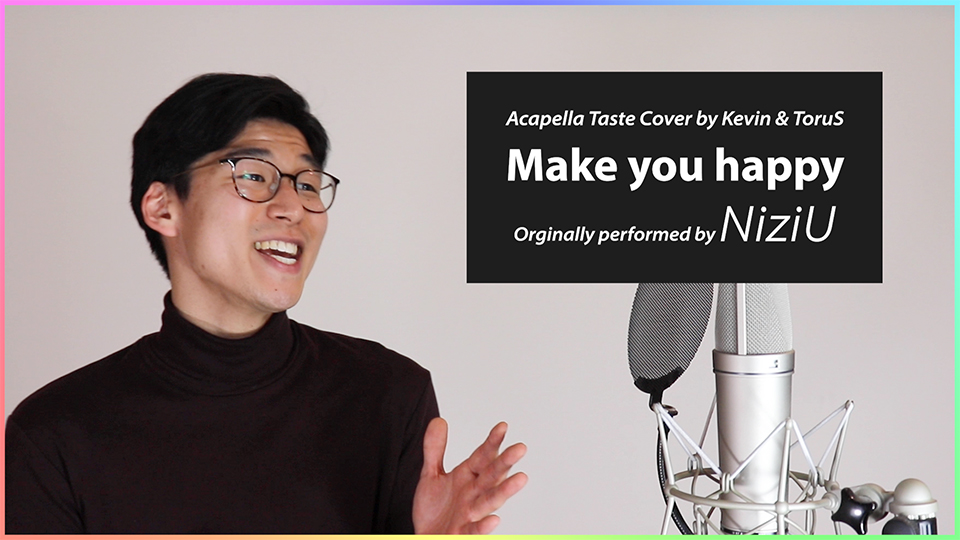 Acapella Taste Cover by Kevin & ToruS
Make you happy
Orginally performed by NiziU